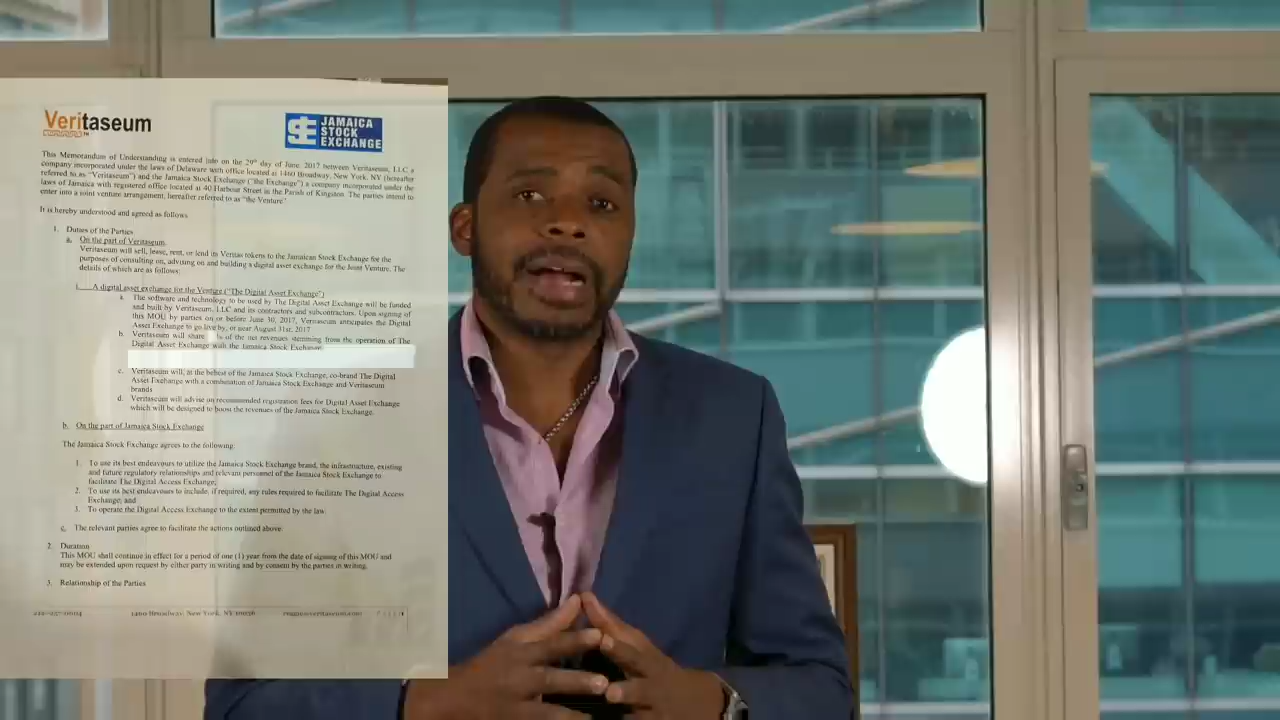 Veritaseum
JAMAICA
STOCK
EXCHANGE
This Memorandum of Understanding is entered into on the 29th day of June, 2017 between Veritaseum, LLC a
company incorporated under the laws of Delaware with office located at 1460 Broadway, New York, NY (hereafter
referred to as "Veritaseum") and the Jamaica Stock Exchange ("the Exchange") a company incorporated under the
laws of Jamaica with registered office located at 40 Harbour Street in the Parish of Kingston. The parties intend to
enter into a joint venture arrangement, hereafter referred to as "the Venture."
It is hereby understood and agreed as follows
1. Duties of the Parties
a. On the part of Veritaseum
Veritaseum will sell, lease, rent, or lend its Veritas tokens to the Jamaican Stock Exchange for the
purposes of consulting on, advising on and building a digital asset exchange for the Joint Venture. The
details of which are as follows:
i. A digital asset exchange for the Venture ("The Digital Asset Exchange")
a. The software and technology to be used by The Digital Asset Exchange will be funded
and built by Veritaseum, LLC and its contractors and subcontractors. Upon signing of
this MOU by parties on or before June 30, 2017, Veritaseum anticipates the Digital
Asset Exchange to go live by, or near August 31st, 2017
b. Veritaseum will share % of the net revenues stemming from the operation of The
Digital Asset Exchange with the Jamaica Stock Exchange.
c. Veritaseum will, at the behest of the Jamaica Stock Exchange, co-brand The Digital
Asset Exchange with a combination of Jamaica Stock Exchange and Veritaseum
brands
d. Veritaseum will advise on recommended registration fees for Digital Asset Exchange
which will be designed to boost the revenues of the Jamaica Stock Exchange.
b. On the part of Jamaica Stock Exchange
The Jamaica Stock Exchange agrees to the following:
1. To use its best endeavours to utilize the Jamaica Stock Exchange brand, the infrastructure, existing
and future regulatory relationships and relevant personnel of the Jamaica Stock Exchange to
facilitate The Digital Access Exchange;
2. To use its best endeavours to include, if required, any rules required to facilitate The Digital Access
Exchange; and
3. To operate the Digital Access Exchange to the extent permitted by the law.
c. The relevant parties agree to facilitate the actions outlined above.
2. Duration
This MOU shall continue in effect for a period of one (1) year from the date of signing of this MOU and
may be extended upon request by either party in writing and by consent by the parties in writing.
3. Relationship of the Parties
1460 Broadway, New York, NY 10036